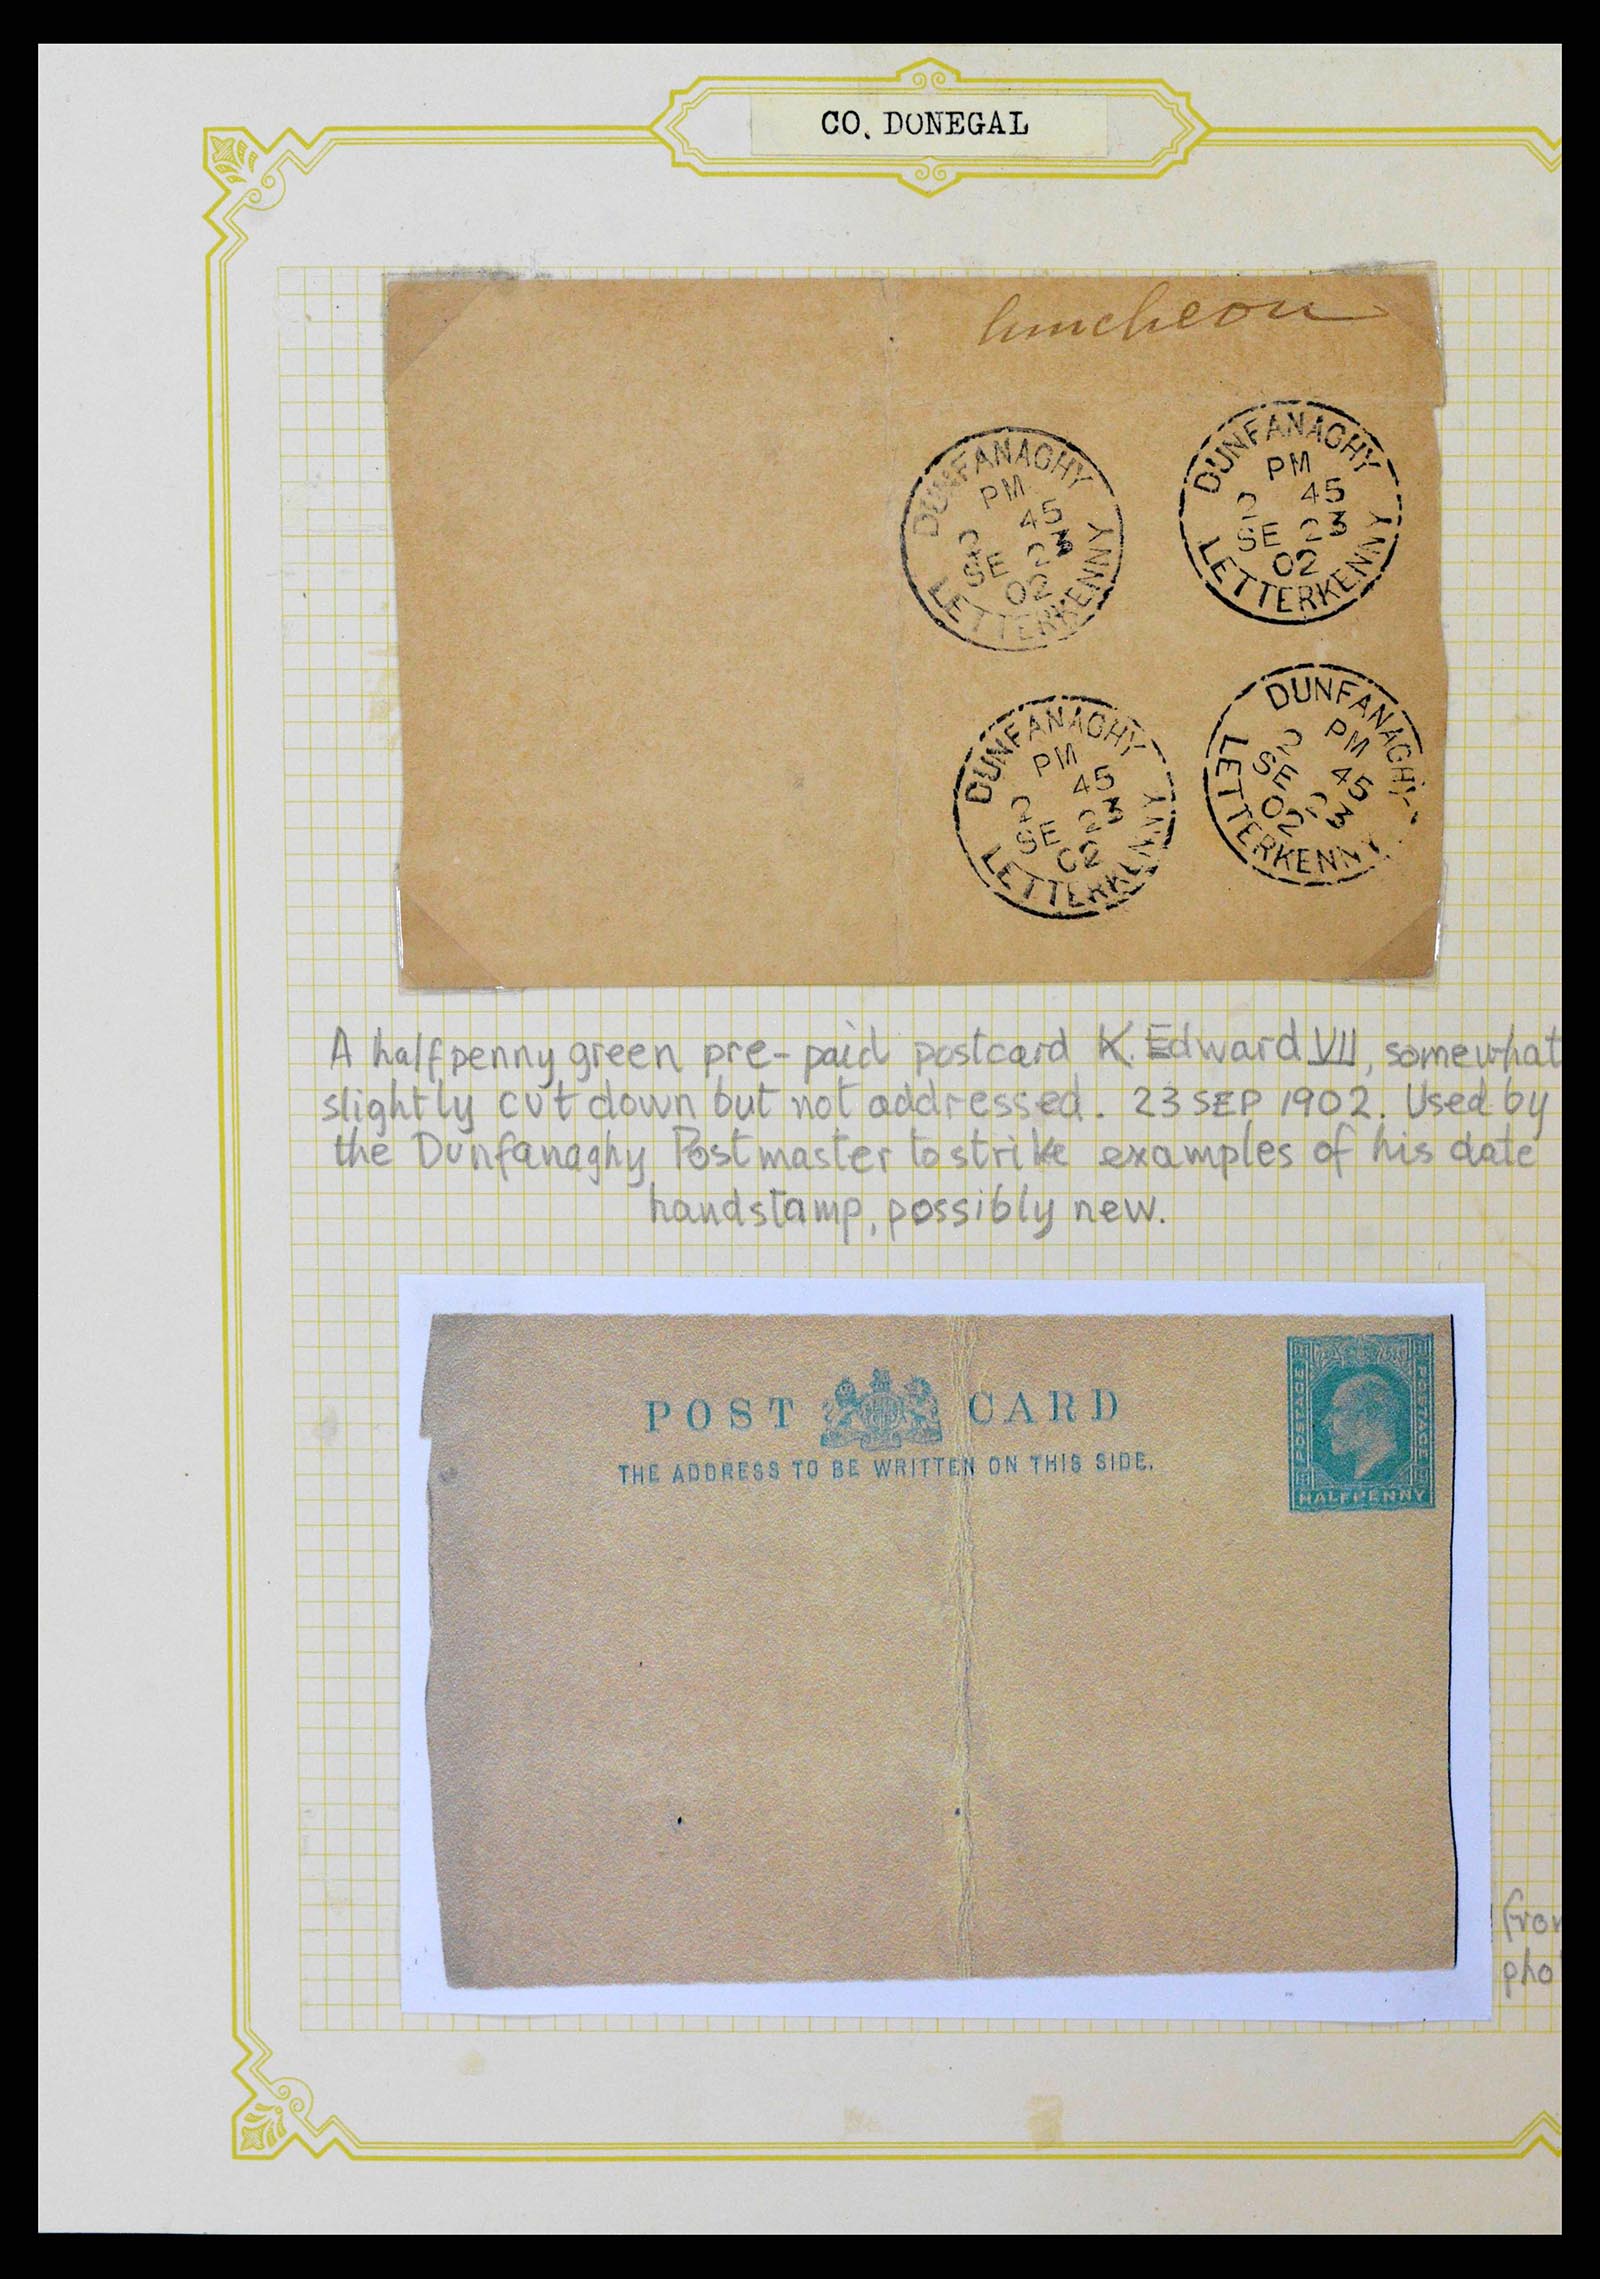 CO. DONEGAL
luncheon
DUNFANAGHY
PM
2 45
SE 23
02
LETTERKENNY
DUNFANAGHY
PM
2 45
SE 23
02
LETTERKENNY
DUNFANAGHY
PM
2 45
SE 23
02
LETTERKENNY
DUNFANAGHY
PM
2 45
SE 23
02
LETTERKENNY
A halfpenny green pre-paid postcard K. Edward VII, somewhat
slightly cut down but not addressed. 23 SEP 1902. Used by
the Dunfanaghy Postmaster to strike examples of his date
handstamp, possibly new.
POST CARD
THE ADDRESS TO BE WRITTEN ON THIS SIDE.
POSTAGE
POSTAGE
HALFPENNY